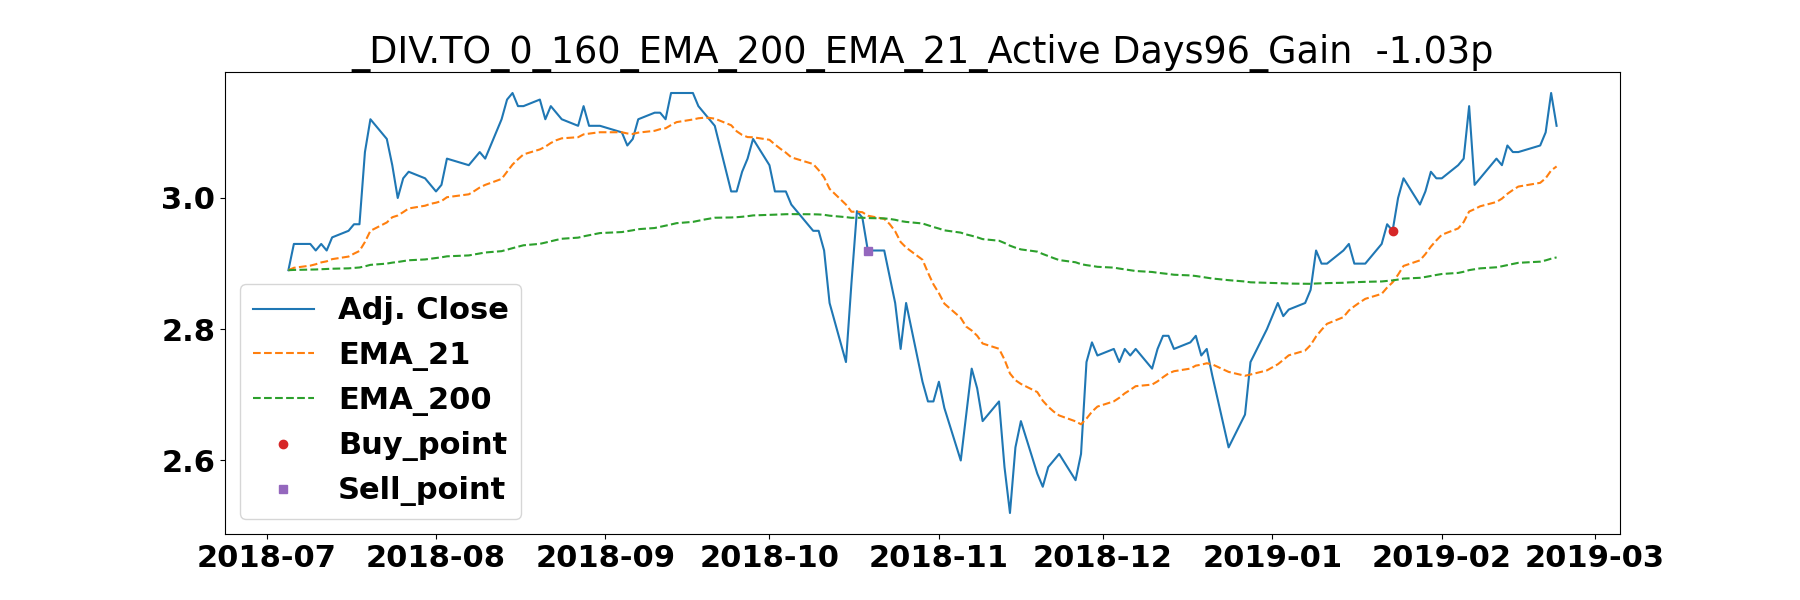 _DIV.TO_0_160_EMA_200_EMA_21_Active Days96_Gain  -1.03p
3.0
2.8
2.6
Adj. Close
EMA_21
EMA_200
Buy_point
Sell_point
2018-07 2018-08 2018-09 2018-10 2018-11 2018-12 2019-01 2019-02 2019-03